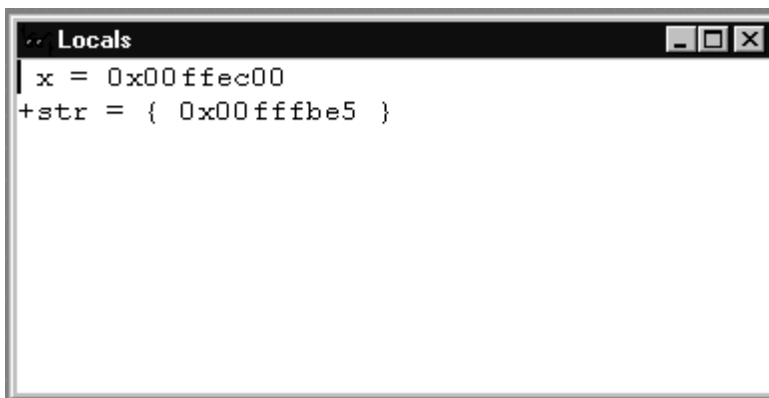 Locals
x = 0x00ffec00
+str = { 0x00fffbe5 }